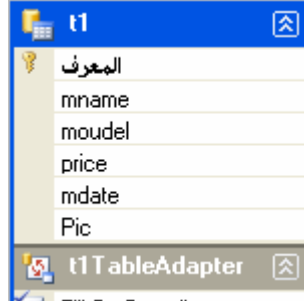 t1
المعرف
mname
moudel
price
mdate
Pic
t1TableAdapter